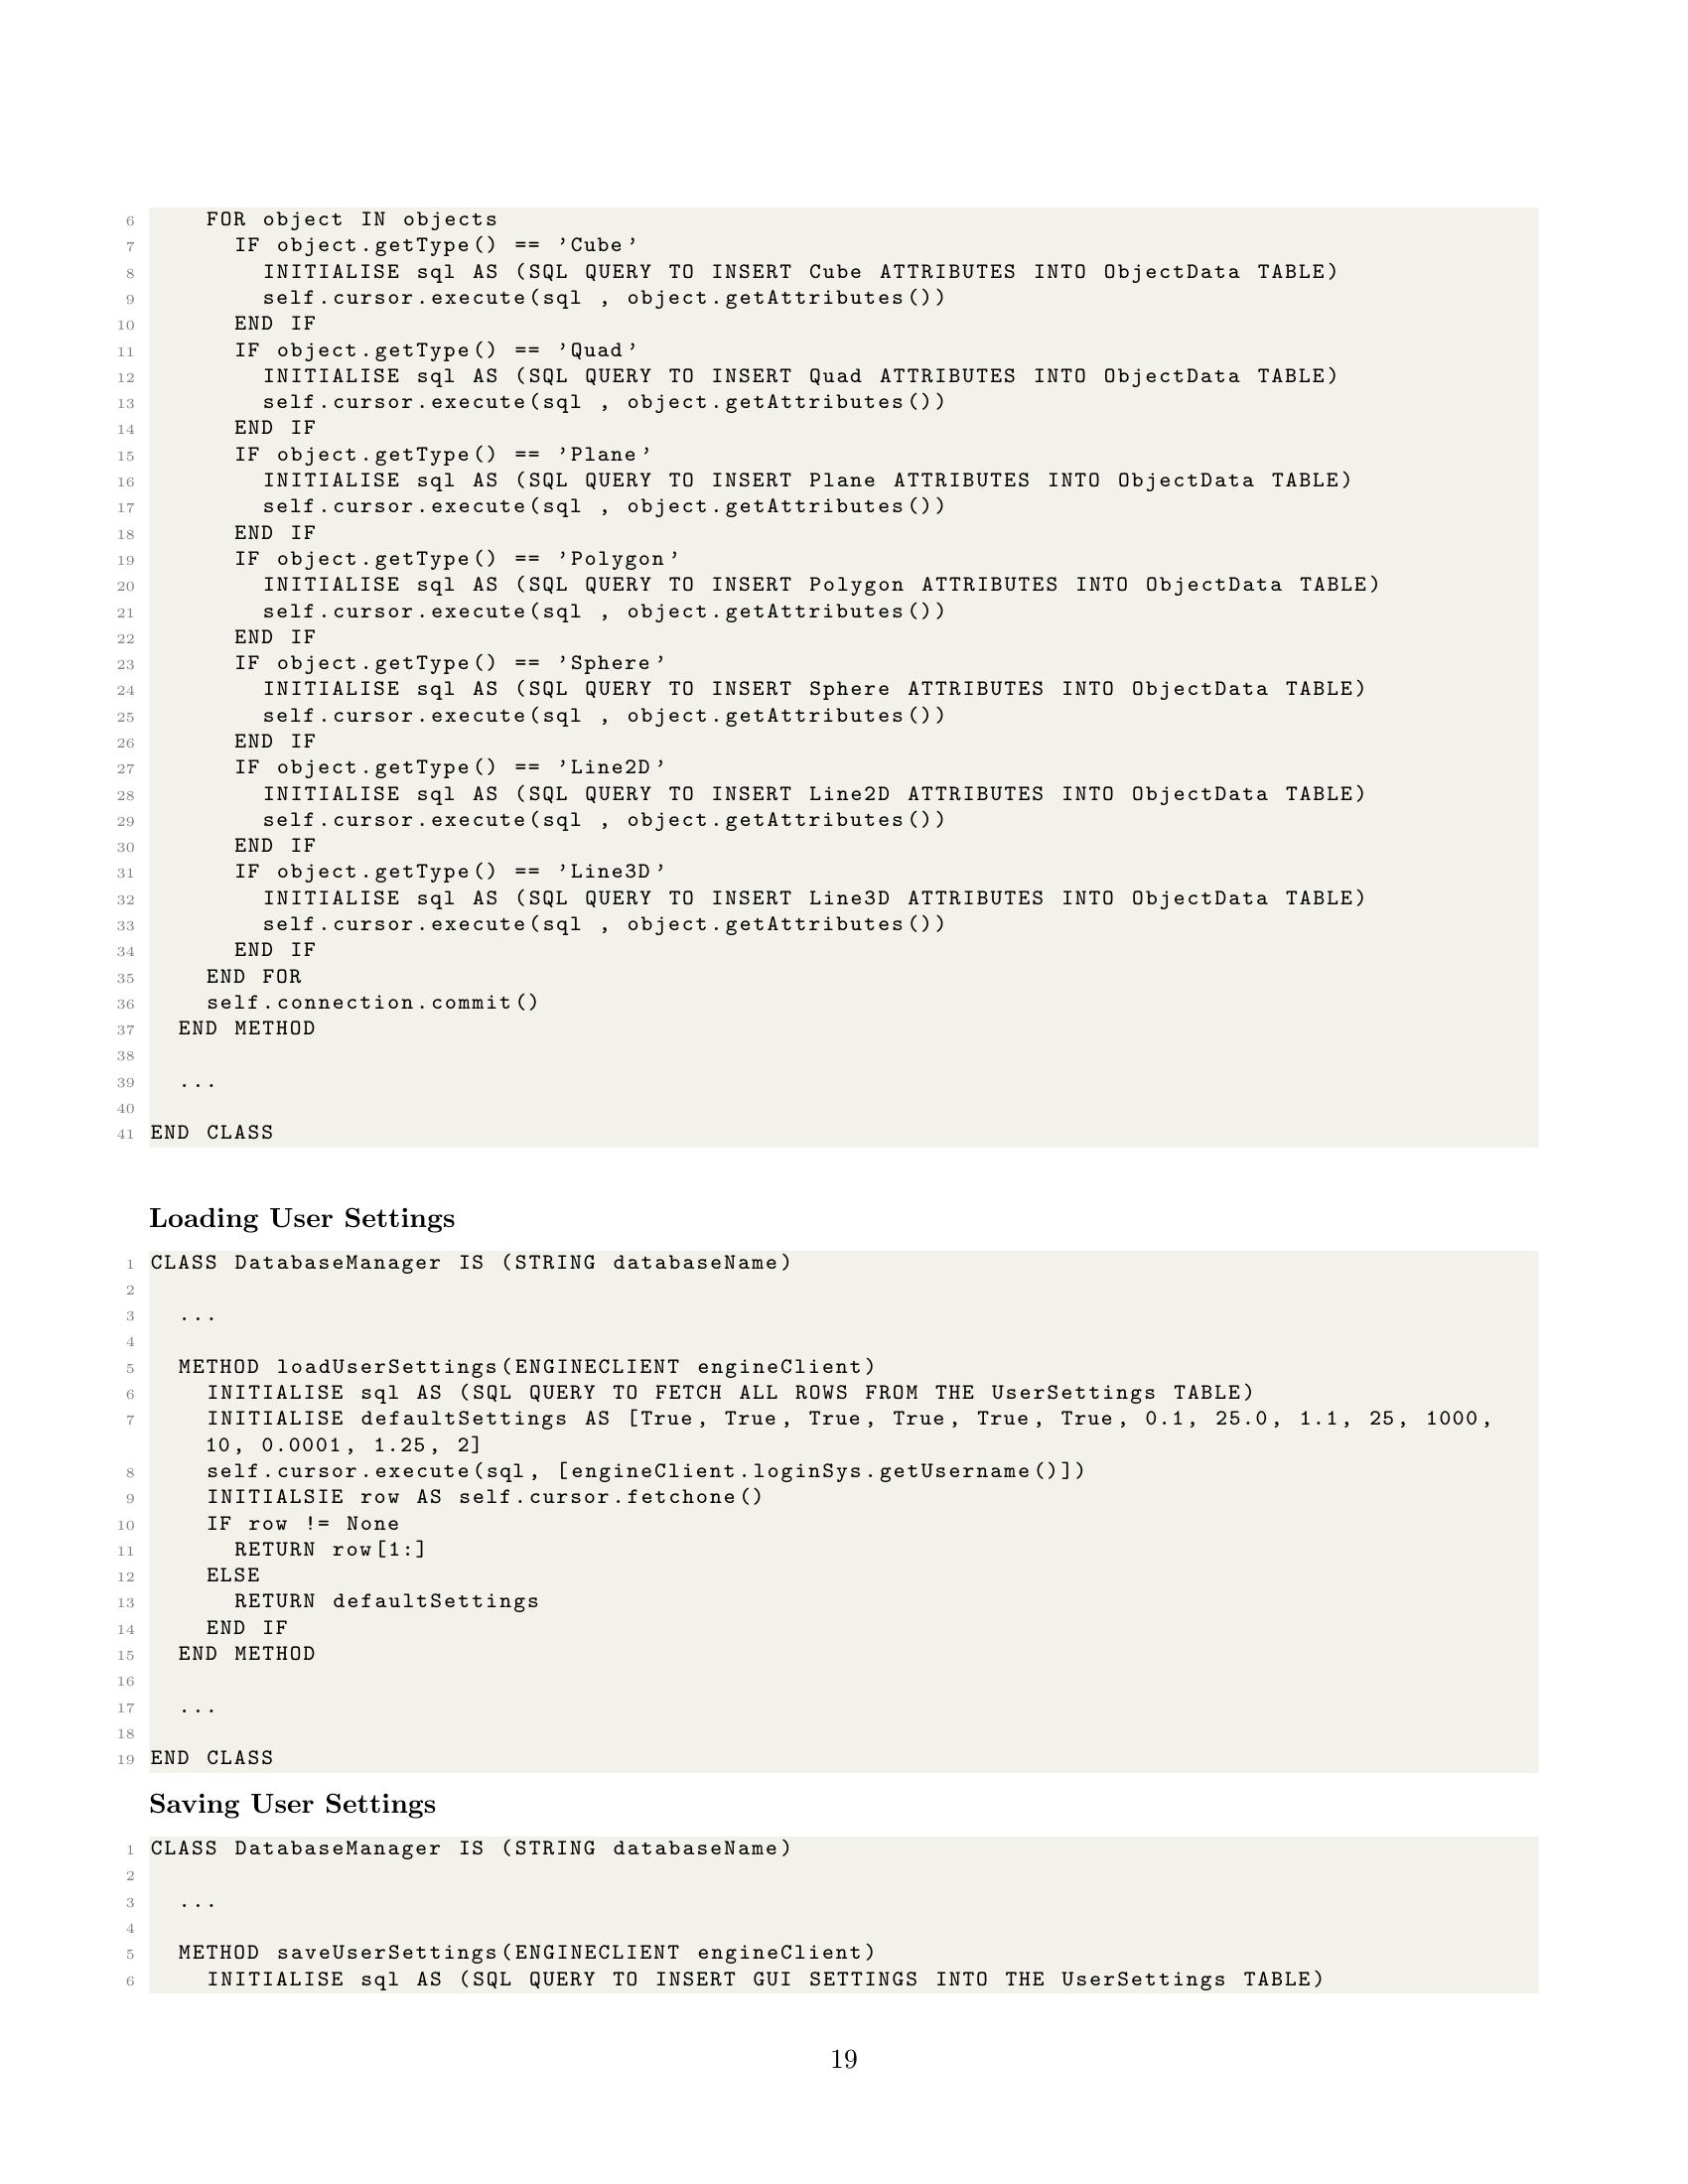 6 FOR object IN objects
7 IF object.getType() == 'Cube'
8 INITIALISE sql AS (SQL QUERY TO INSERT Cube ATTRIBUTES INTO ObjectData TABLE)
9 self.cursor.execute(sql , object.getAttributes())
10 END IF
11 IF object.getType() == 'Quad'
12 INITIALISE sql AS (SQL QUERY TO INSERT Quad ATTRIBUTES INTO ObjectData TABLE)
13 self.cursor.execute(sql , object.getAttributes())
14 END IF
15 IF object.getType() == 'Plane'
16 INITIALISE sql AS (SQL QUERY TO INSERT Plane ATTRIBUTES INTO ObjectData TABLE)
17 self.cursor.execute(sql , object.getAttributes())
18 END IF
19 IF object.getType() == 'Polygon'
20 INITIALISE sql AS (SQL QUERY TO INSERT Polygon ATTRIBUTES INTO ObjectData TABLE)
21 self.cursor.execute(sql , object.getAttributes())
22 END IF
23 IF object.getType() == 'Sphere'
24 INITIALISE sql AS (SQL QUERY TO INSERT Sphere ATTRIBUTES INTO ObjectData TABLE)
25 self.cursor.execute(sql , object.getAttributes())
26 END IF
27 IF object.getType() == 'Line2D'
28 INITIALISE sql AS (SQL QUERY TO INSERT Line2D ATTRIBUTES INTO ObjectData TABLE)
29 self.cursor.execute(sql , object.getAttributes())
30 END IF
31 IF object.getType() == 'Line3D'
32 INITIALISE sql AS (SQL QUERY TO INSERT Line3D ATTRIBUTES INTO ObjectData TABLE)
33 self.cursor.execute(sql , object.getAttributes())
34 END IF
35 END FOR
36 self.connection.commit()
37 END METHOD
38
39 ...
40
41 END CLASS
Loading User Settings
1 CLASS DatabaseManager IS (STRING databaseName)
2
3 ...
4
5 METHOD loadUserSettings(ENGINECLIENT engineClient)
6 INITIALISE sql AS (SQL QUERY TO FETCH ALL ROWS FROM THE UserSettings TABLE)
7 INITIALISE defaultSettings AS [True, True, True, True, True, True, 0.1, 25.0, 1.1, 25, 1000,
10, 0.0001, 1.25, 2]
8 self.cursor.execute(sql, [engineClient.loginSys.getUsername()])
9 INITIALSIE row AS self.cursor.fetchone()
10 IF row != None
11 RETURN row[1:]
12 ELSE
13 RETURN defaultSettings
14 END IF
15 END METHOD
16
17 ...
18
19 END CLASS
Saving User Settings
1 CLASS DatabaseManager IS (STRING databaseName)
2
3 ...
4
5 METHOD saveUserSettings(ENGINECLIENT engineClient)
6 INITIALISE sql AS (SQL QUERY TO INSERT GUI SETTINGS INTO THE UserSettings TABLE)
19